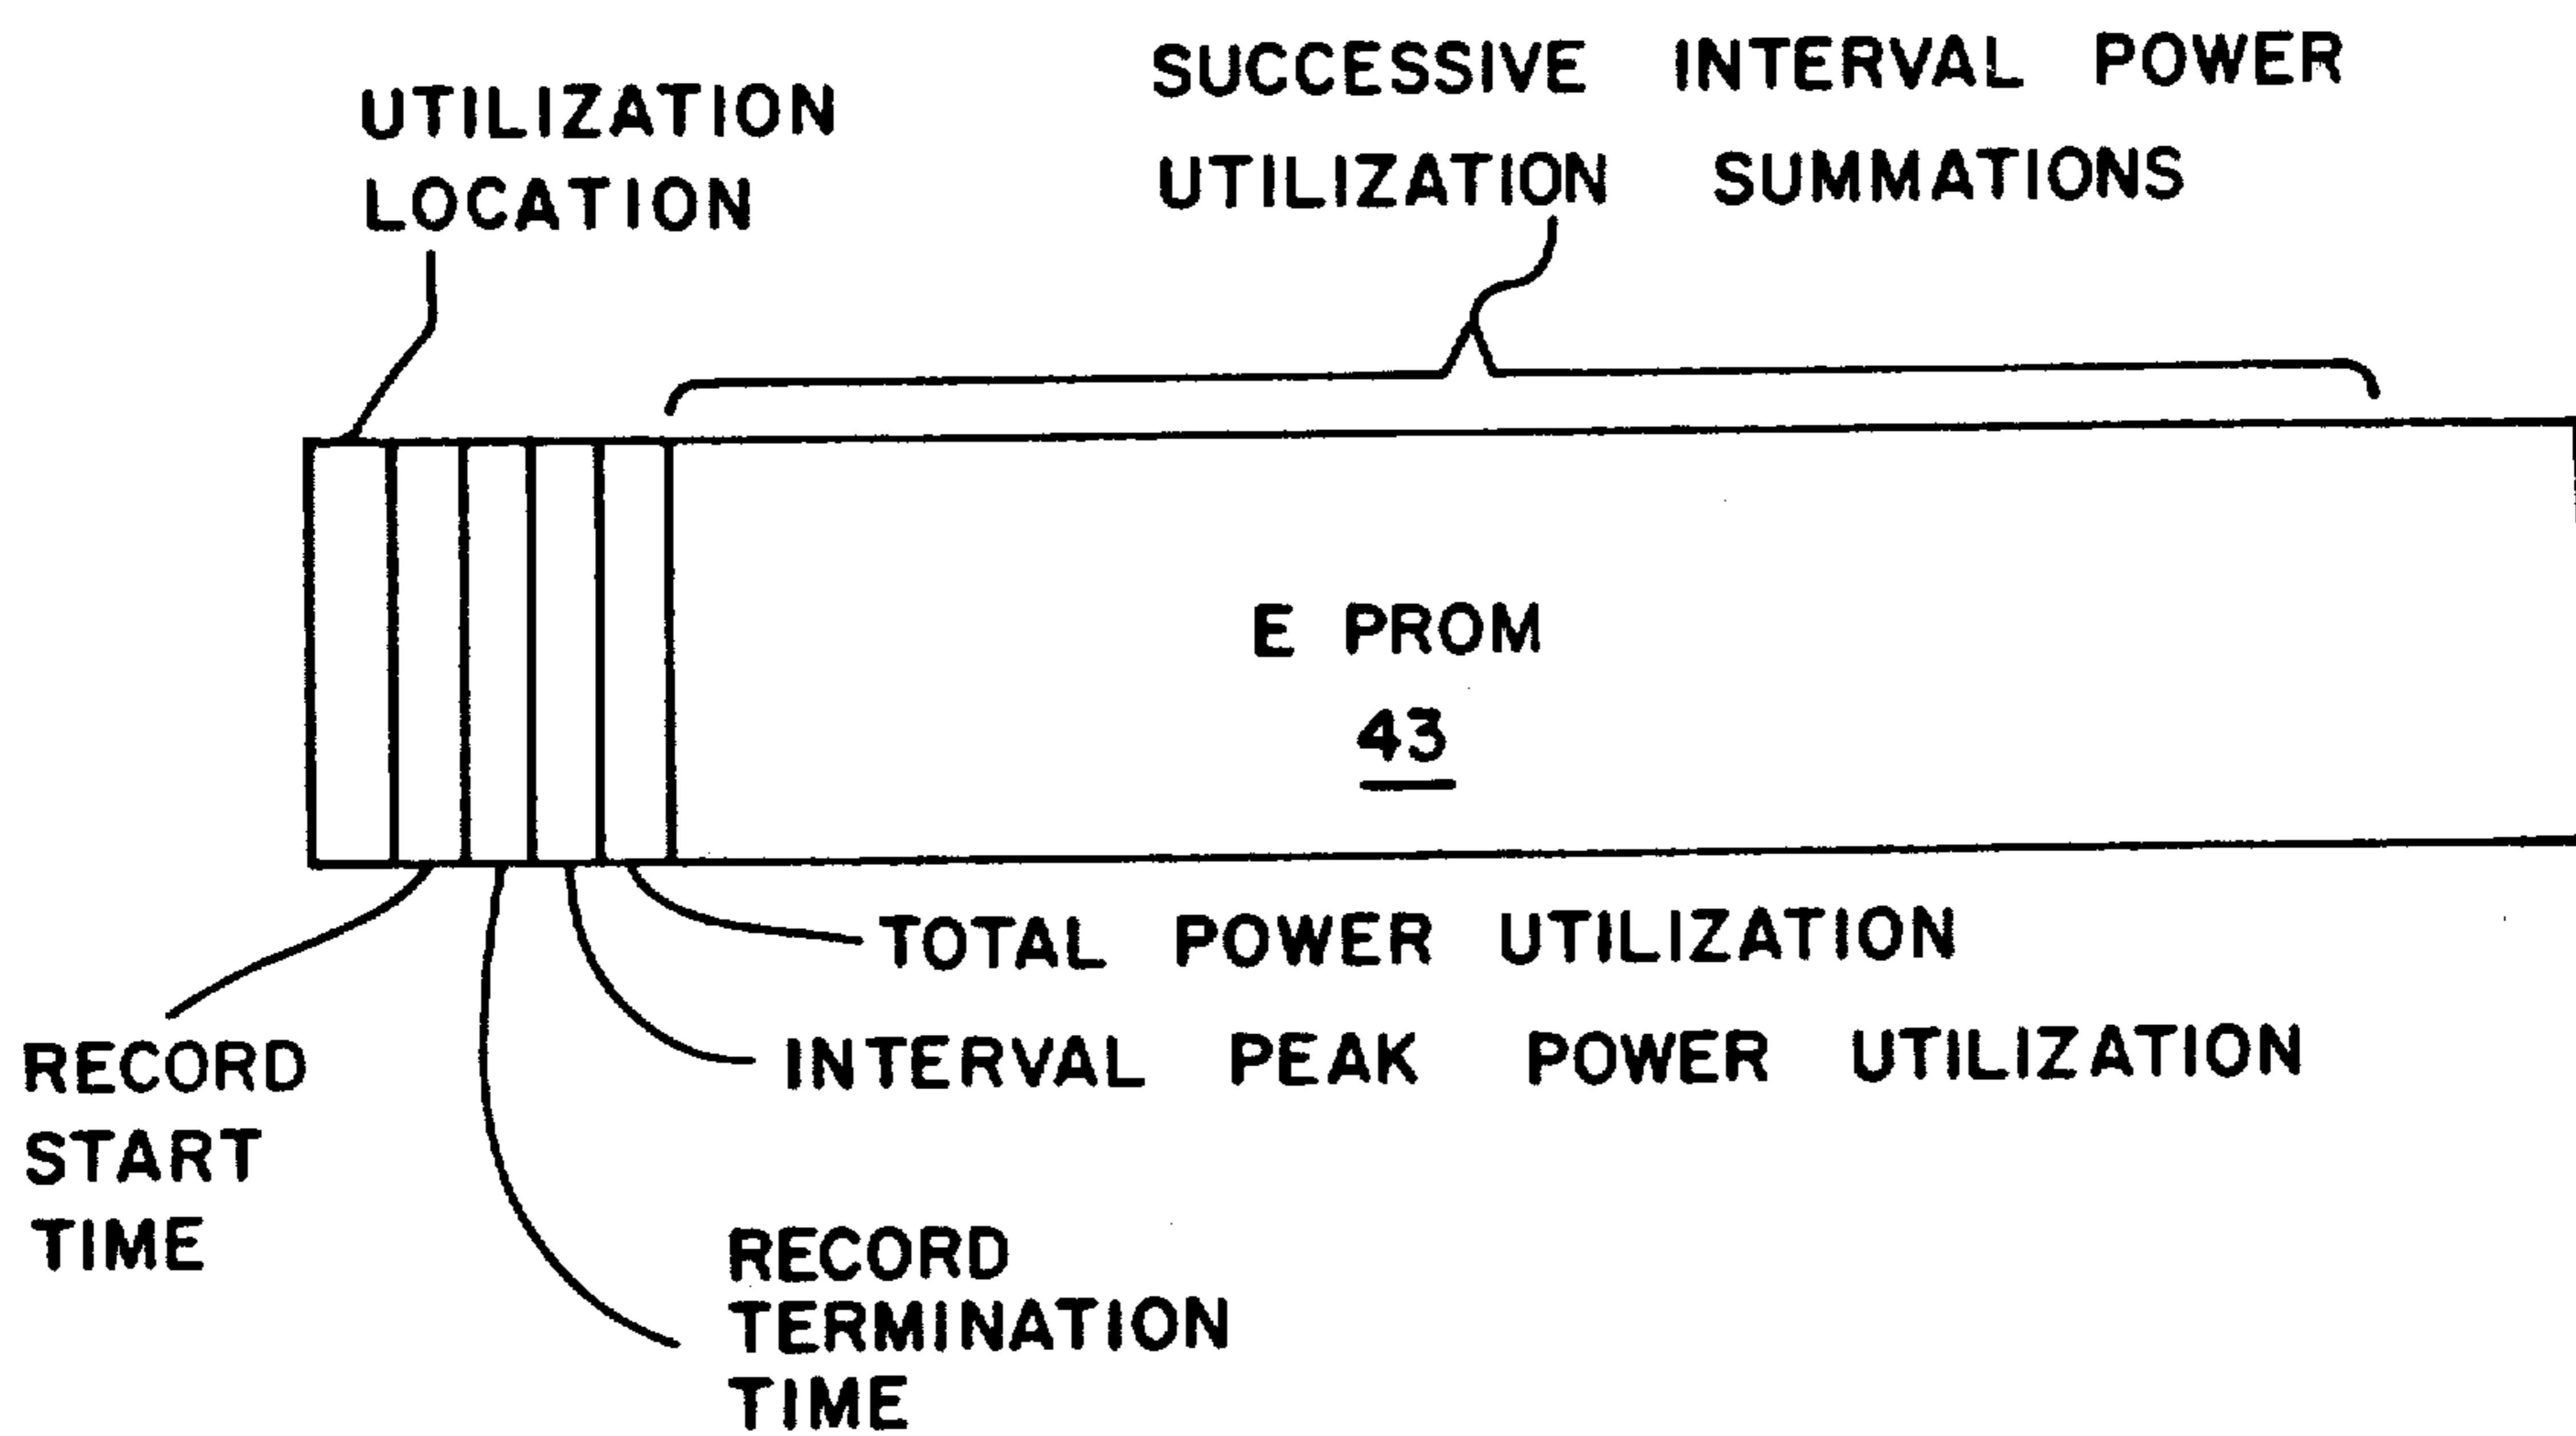 UTILIZATION
LOCATION
SUCCESSIVE INTERVAL POWER
UTILIZATION SUMMATIONS
E PROM
43
TOTAL POWER UTILIZATION
INTERVAL PEAK POWER UTILIZATION
RECORD
START
TIME
RECORD
TERMINATION
TIME